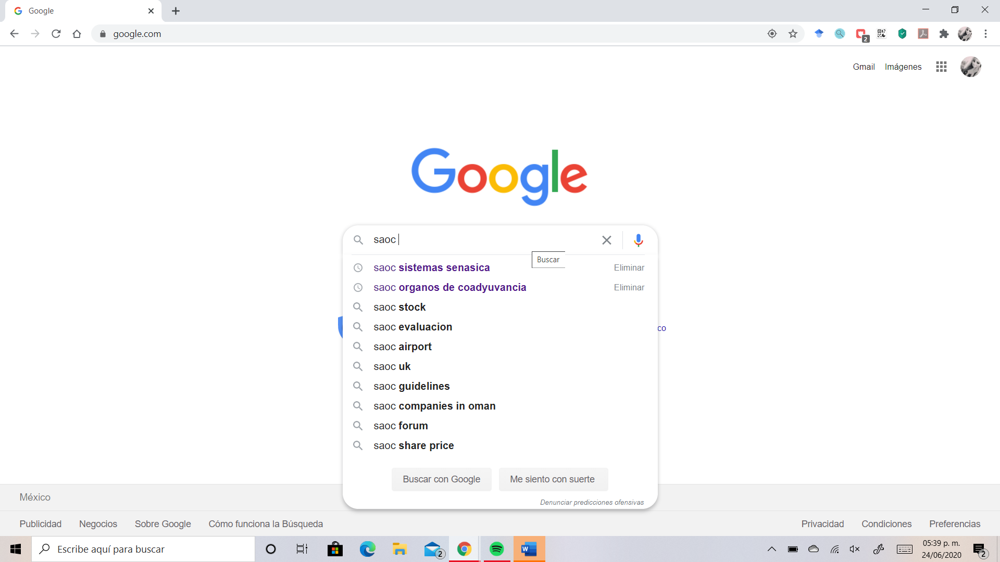 Google
google.com
2
Gmail Imágenes
Google
saoc
Buscar
saoc sistemas senasica Eliminar
saoc organos de coadyuvancia Eliminar
saoc stock
saoc evaluacion
co
saoc airport
saoc uk
saoc guidelines
saoc companies in oman
saoc forum
saoc share price
Buscar con Google Me siento con suerte
Denunciar predicciones ofensivas
México
Publicidad Negocios Sobre Google Cómo funciona la Búsqueda Privacidad Condiciones Preferencias
Escribe aquí para buscar 2 W 05:39 p. m.
24/06/2020 2